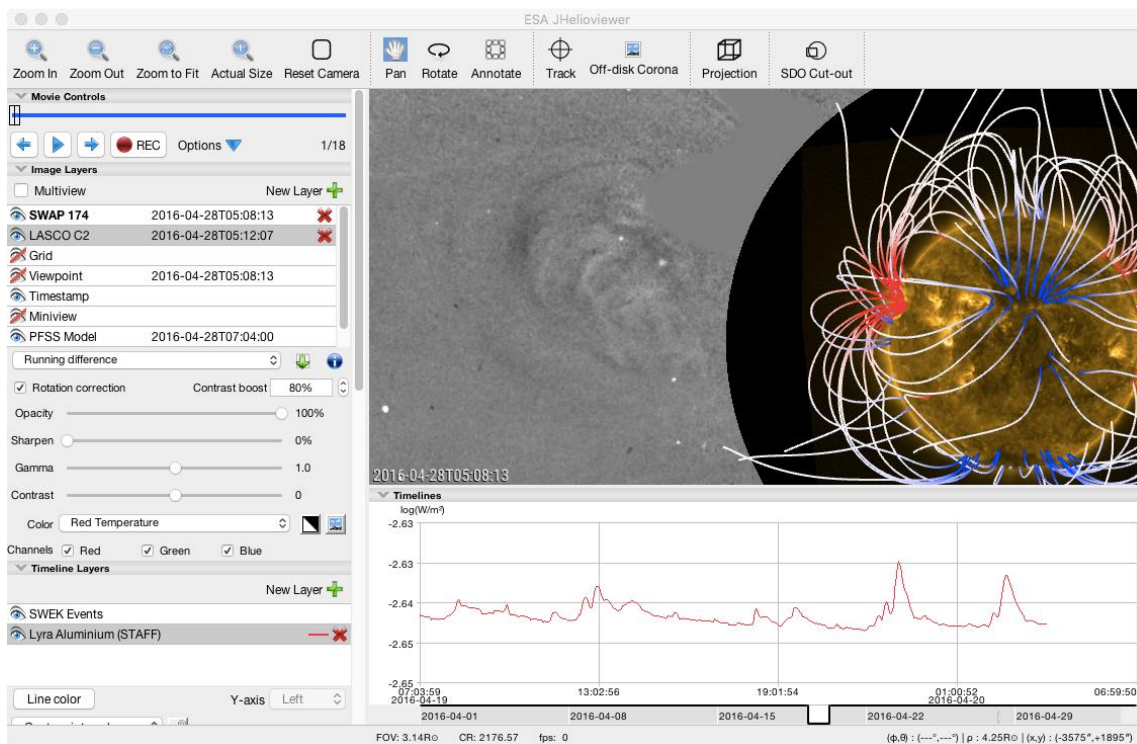 ESA JHelioviewer
Zoom In Zoom Out Zoom to Fit Actual Size Reset Camera Pan Rotate Annotate Track Off-disk Corona Projection SDO Cut-out
Movie Controls
REC Options 1/18
Image Layers
Multiview New Layer
SWAP 174 2016-04-28T05:08:13
LASCO C2 2016-04-28T05:12:07
Grid
Viewpoint 2016-04-28T05:08:13
Timestamp
Miniview
PFSS Model 2016-04-28T07:04:00
Running difference
Rotation correction Contrast boost 80%
Opacity 100%
Sharpen 0%
Gamma 1.0
Contrast 0
Color Red Temperature
Channels Red Green Blue
Timeline Layers
New Layer
SWEK Events
Lyra Aluminium (STAFF)
Line color Y-axis Left
2016-04-28T05:08:13
Timelines
log(W/m²)
-2.63
-2.63
-2.64
-2.65
-2.65
07:03:59 13:02:56 19:01:54 01:00:52 06:59:50
2016-04-19 2016-04-20
2016-04-01 2016-04-08 2016-04-15 2016-04-22 2016-04-29
FOV: 3.14R⊙ CR: 2176.57 fps: 0 (φ,θ) : (---°,---°) | ρ : 4.25R⊙ | (x,y) : (-3575″,+1895″)